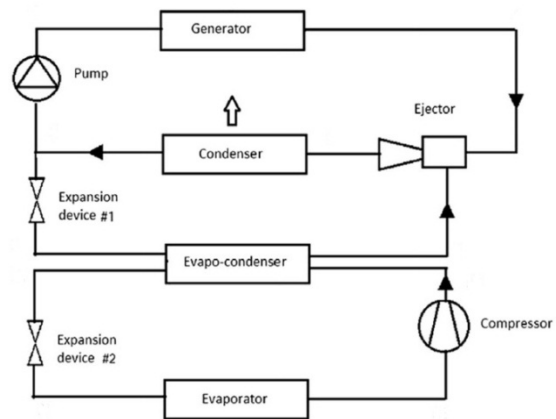 Generator
Pump
Ejector
Condenser
Expansion
device #1
Evapo-condenser
Compressor
Expansion
device #2
Evaporator